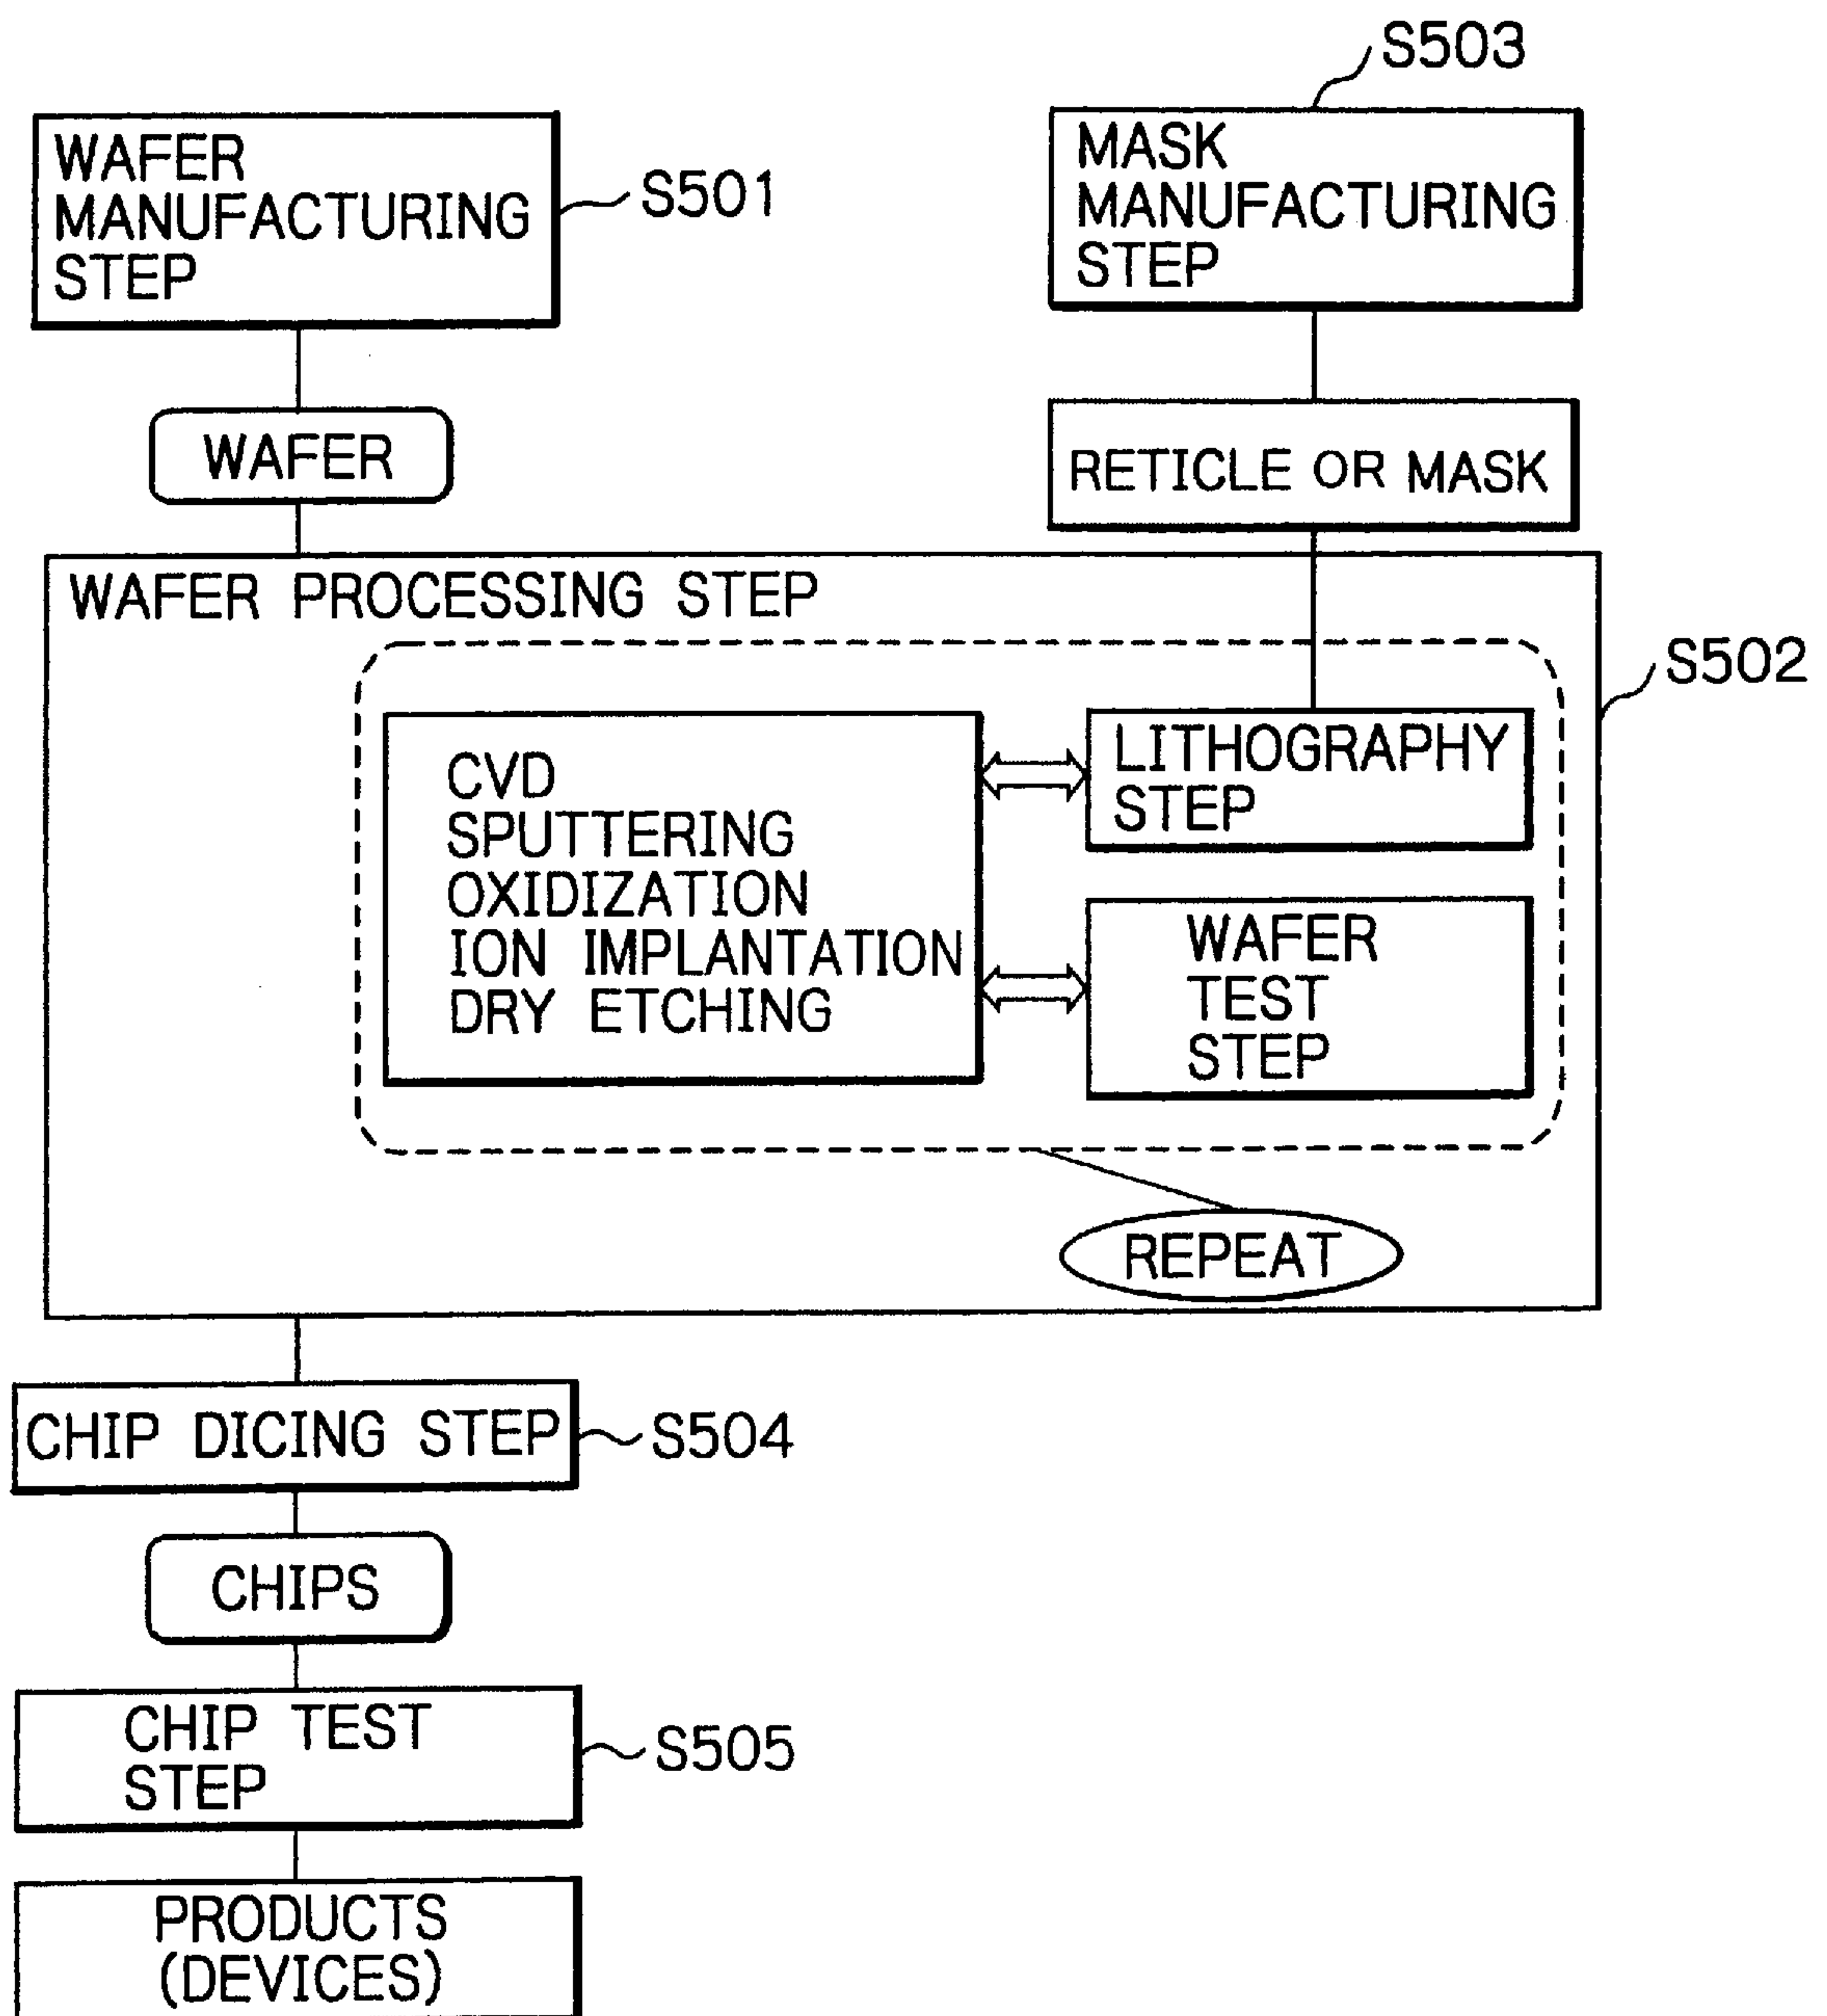 S503
WAFER
MANUFACTURING
STEP
S501
MASK
MANUFACTURING
STEP
WAFER
RETICLE OR MASK
WAFER PROCESSING STEP
S502
CVD
SPUTTERING
OXIDIZATION
ION IMPLANTATION
DRY ETCHING
LITHOGRAPHY
STEP
WAFER
TEST
STEP
REPEAT
CHIP DICING STEP
S504
CHIPS
CHIP TEST
STEP
S505
PRODUCTS
(DEVICES)